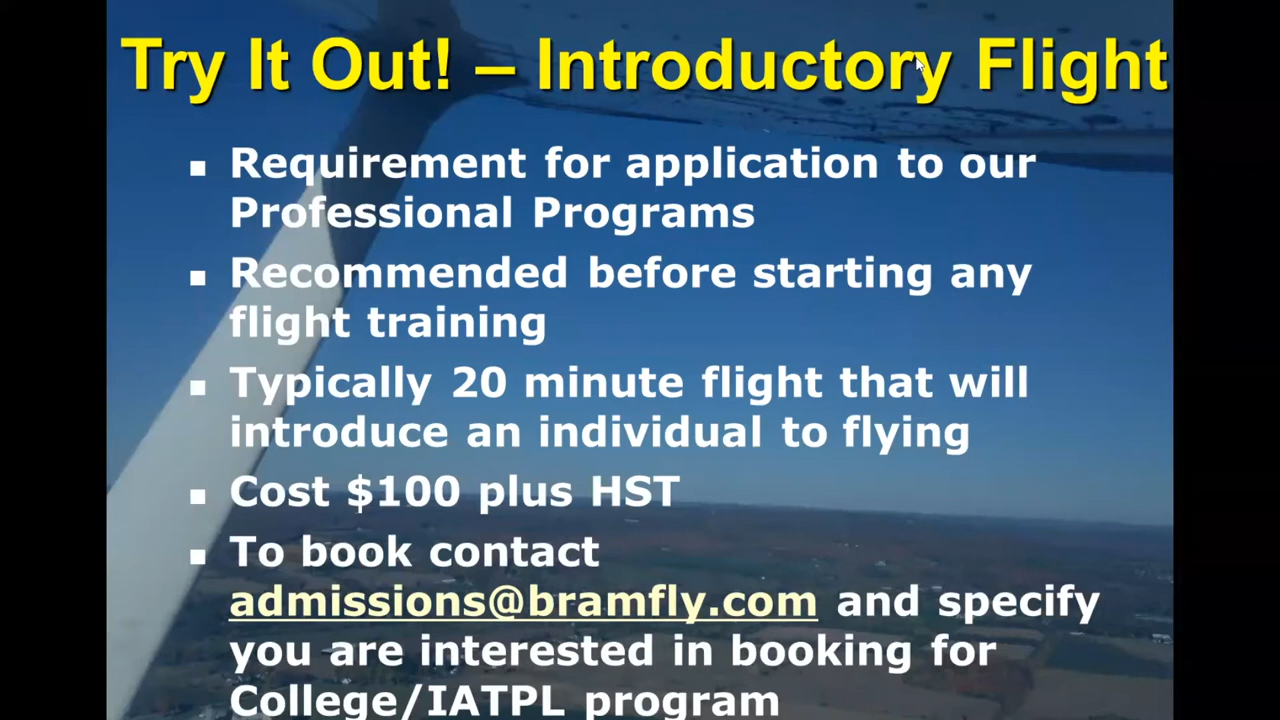 Try It Out! – Introductory Flight
Requirement for application to our
Professional Programs
Recommended before starting any
flight training
Typically 20 minute flight that will
introduce an individual to flying
Cost $100 plus HST
To book contact
admissions@bramfly.com and specify
you are interested in booking for
College/IATPL program